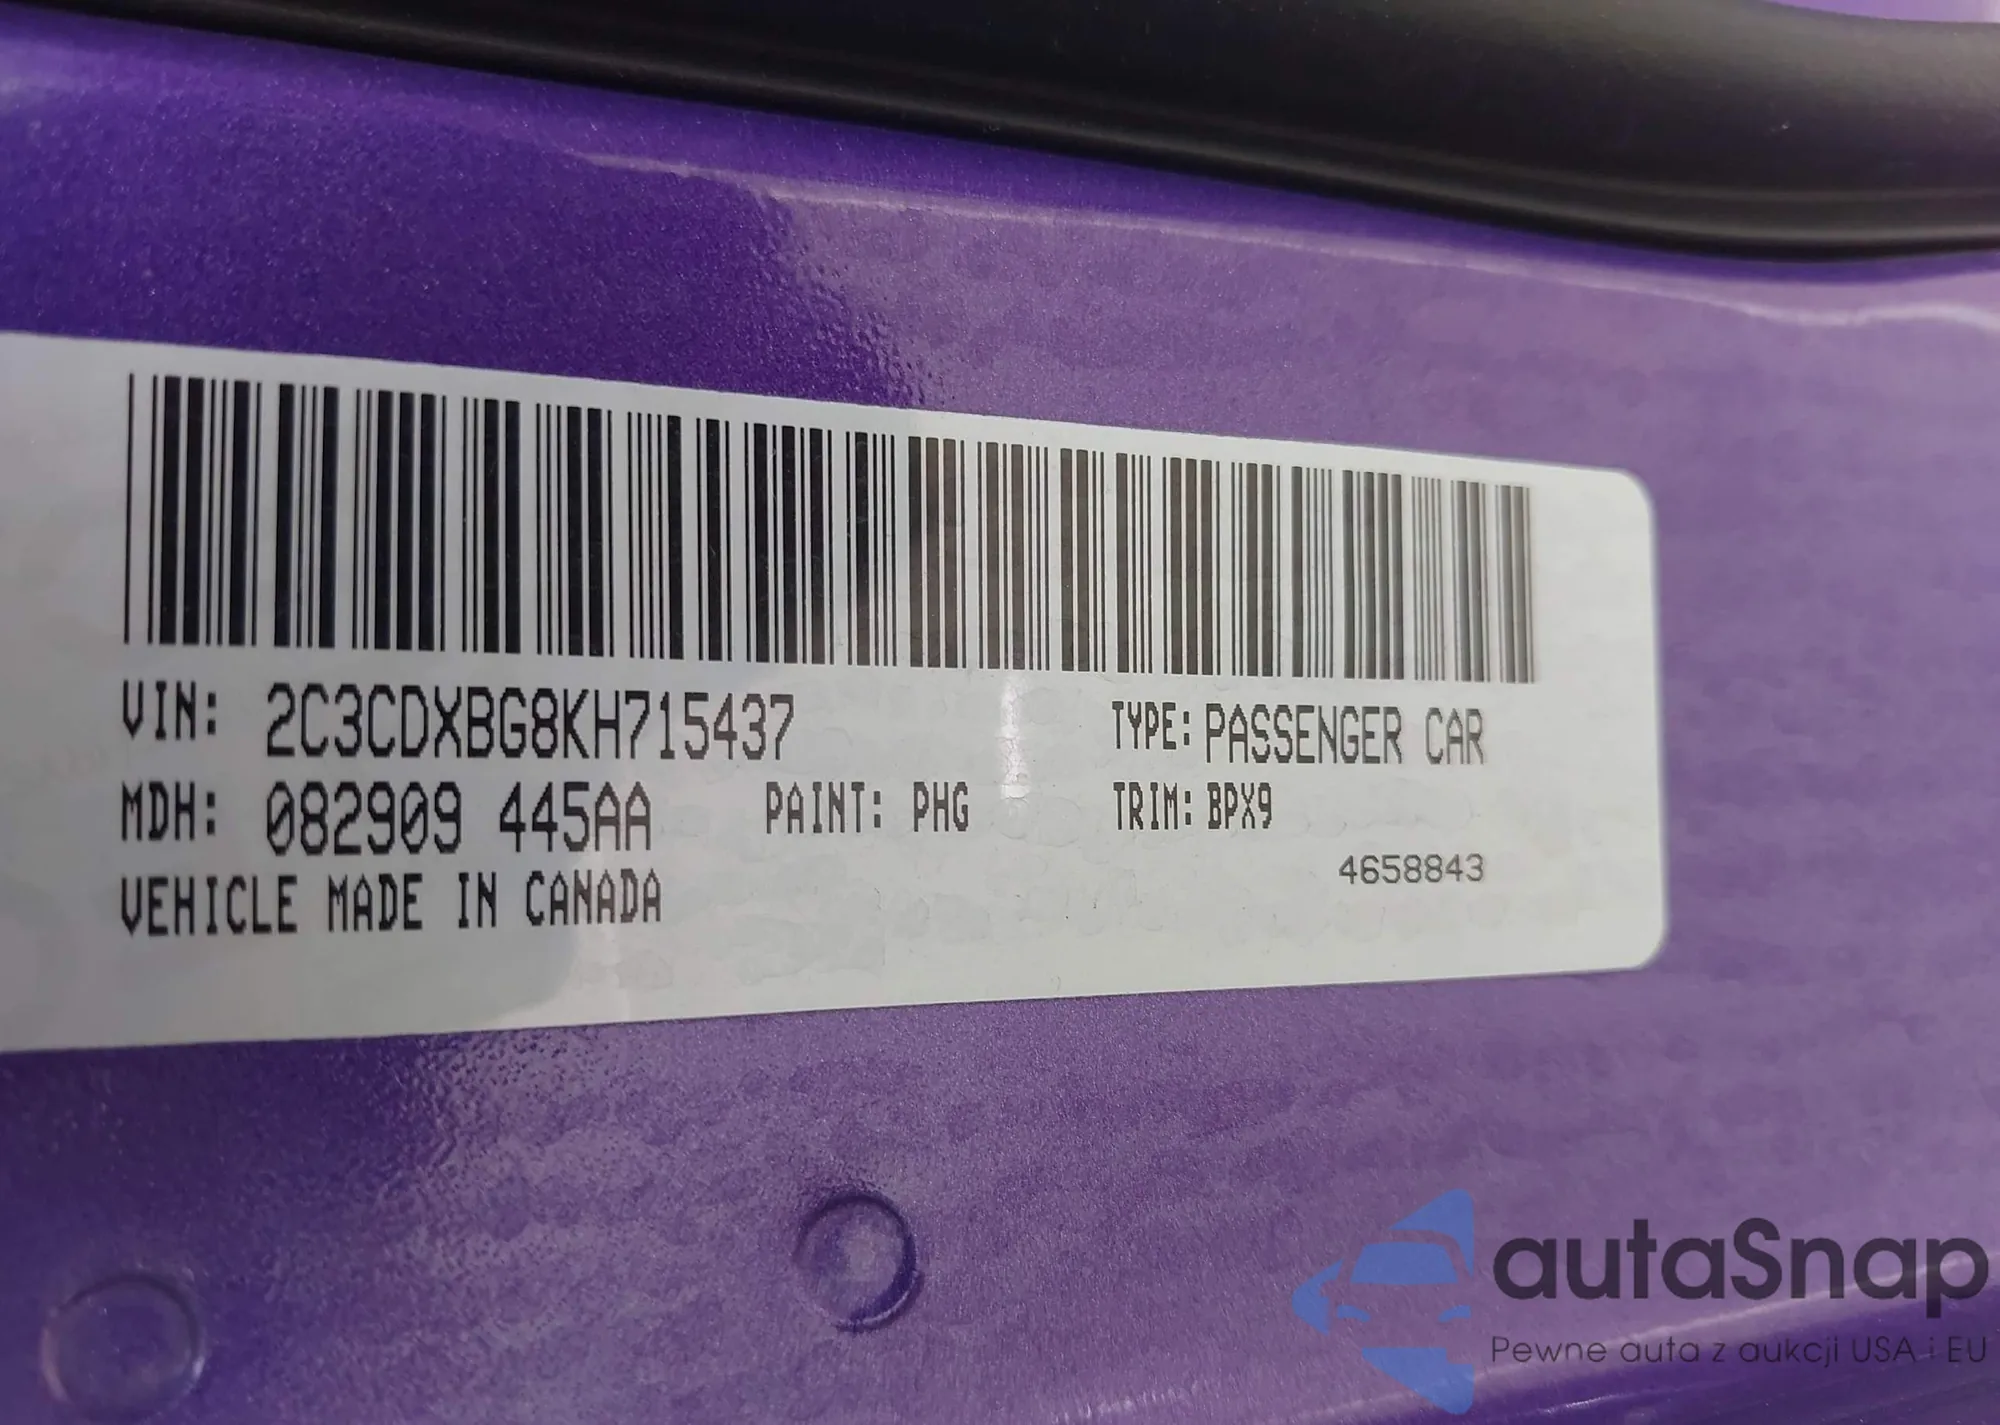 VIN: 2C3CDXBG8KH715437 TYPE: PASSENGER CAR
MDH: 082909 445AA PAINT: PHG TRIM: BPX9
4658843
VEHICLE MADE IN CANADA
autaSnap
Pewne auta z aukcji USA i EU